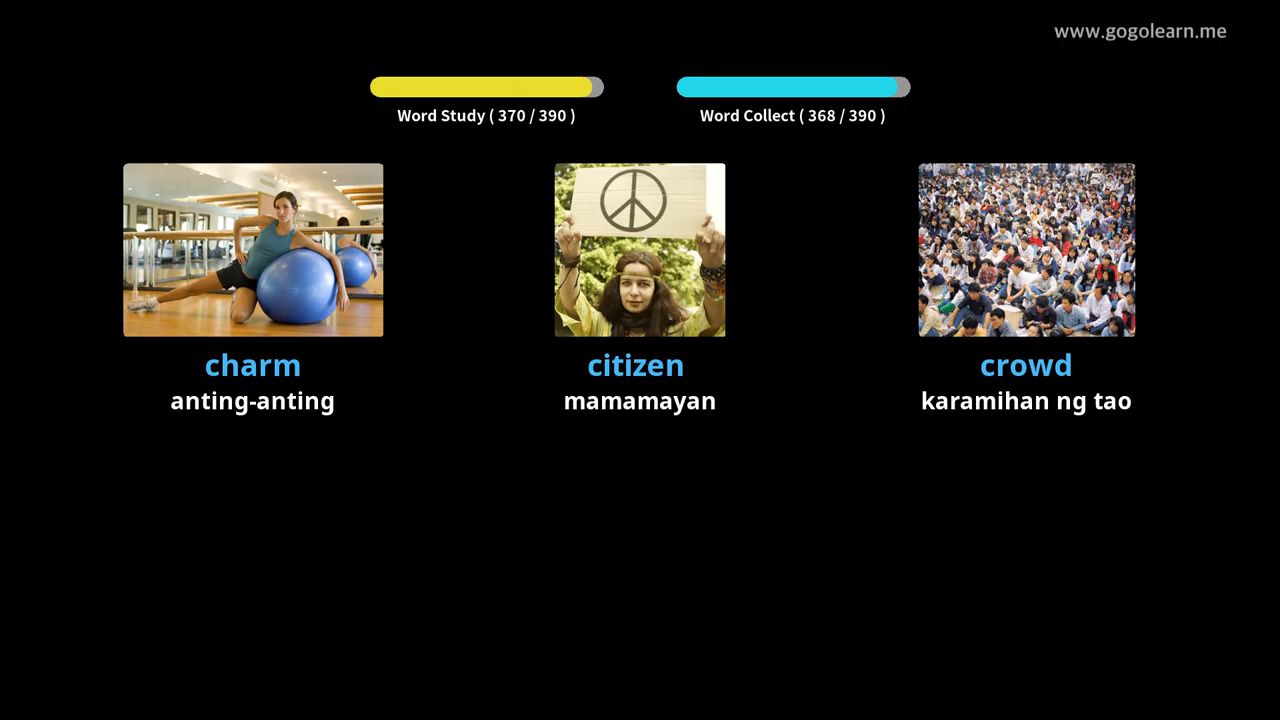 www.gogolearn.me
Word Study ( 370 / 390 )
Word Collect ( 368 / 390 )
charm
anting-anting
citizen
mamamayan
crowd
karamihan ng tao